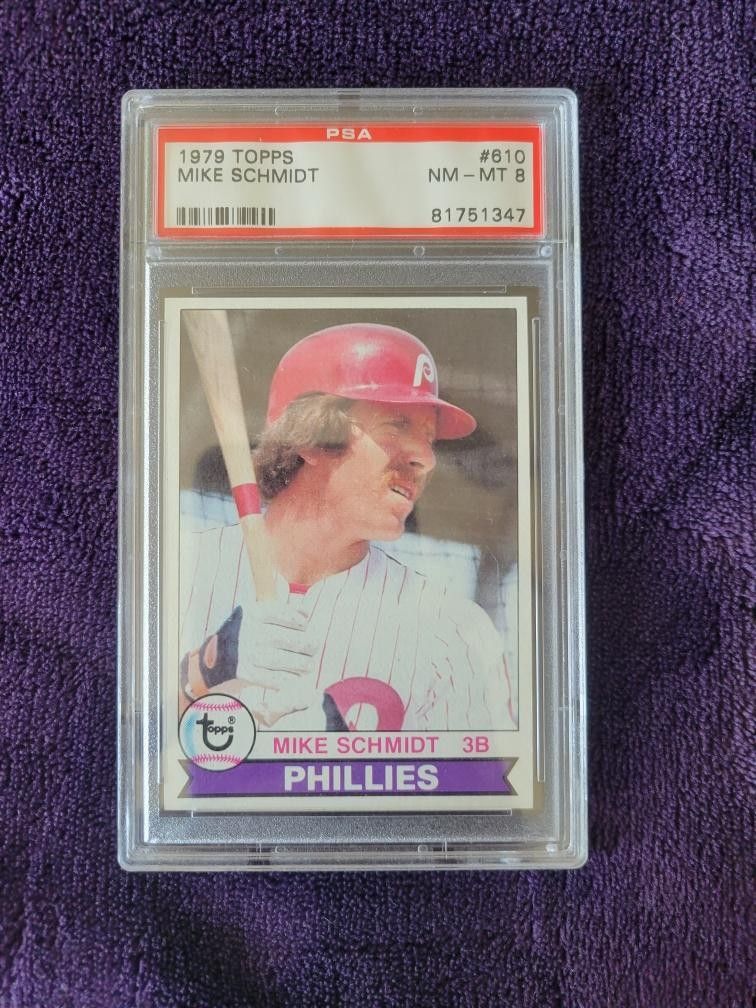 PSA
1979 TOPPS #610
MIKE SCHMIDT NM – MT 8
81751347
P
P
topps®
MIKE SCHMIDT 3B
PHILLIES